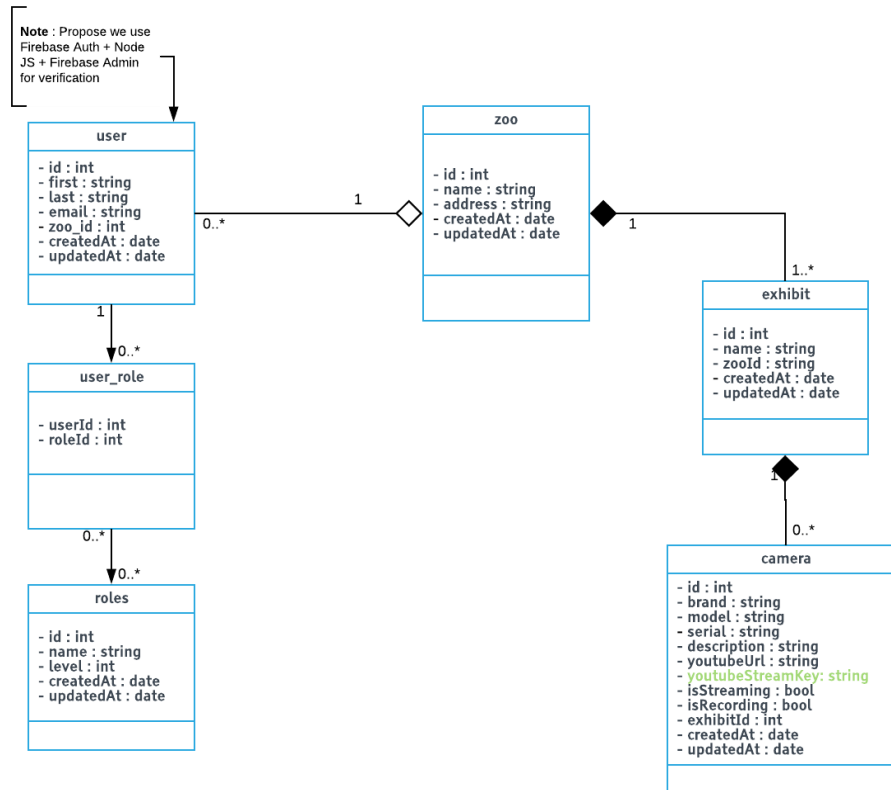 Note : Propose we use
Firebase Auth + Node
JS + Firebase Admin
for verification
user
- id : int
- first : string
- last : string
- email : string
- zoo_id : int
- createdAt : date
- updatedAt : date
0..*
1
zoo
- id : int
- name : string
- address : string
- createdAt : date
- updatedAt : date
1
1..*
exhibit
- id : int
- name : string
- zooId : string
- createdAt : date
- updatedAt : date
1
0..*
camera
- id : int
- brand : string
- model : string
- serial : string
- description : string
- youtubeUrl : string
- youtubeStreamKey: string
- isStreaming : bool
- isRecording : bool
- exhibitId : int
- createdAt : date
- updatedAt : date
1
0..*
user_role
- userId : int
- roleId : int
0..*
0..*
roles
- id : int
- name : string
- level : int
- createdAt : date
- updatedAt : date